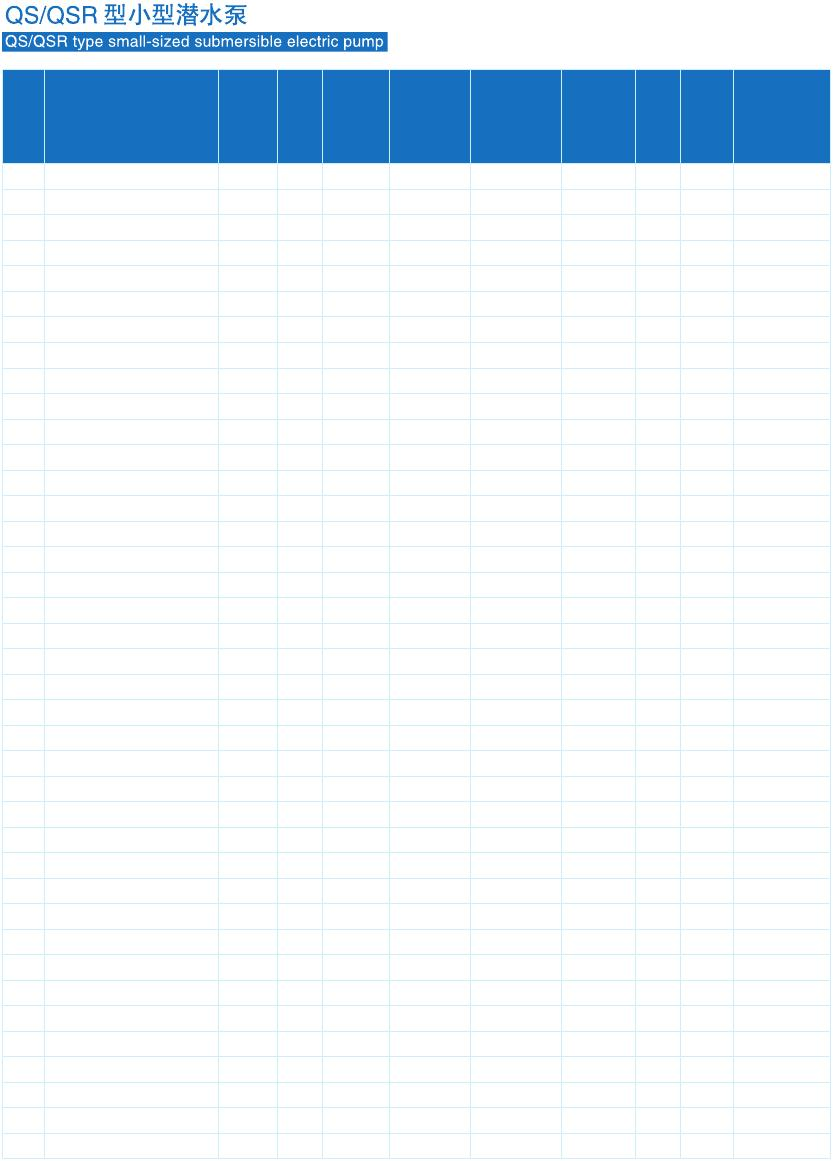 QS/QSR 型小型潜水泵
QS/QSR type small-sized submersible electric pump